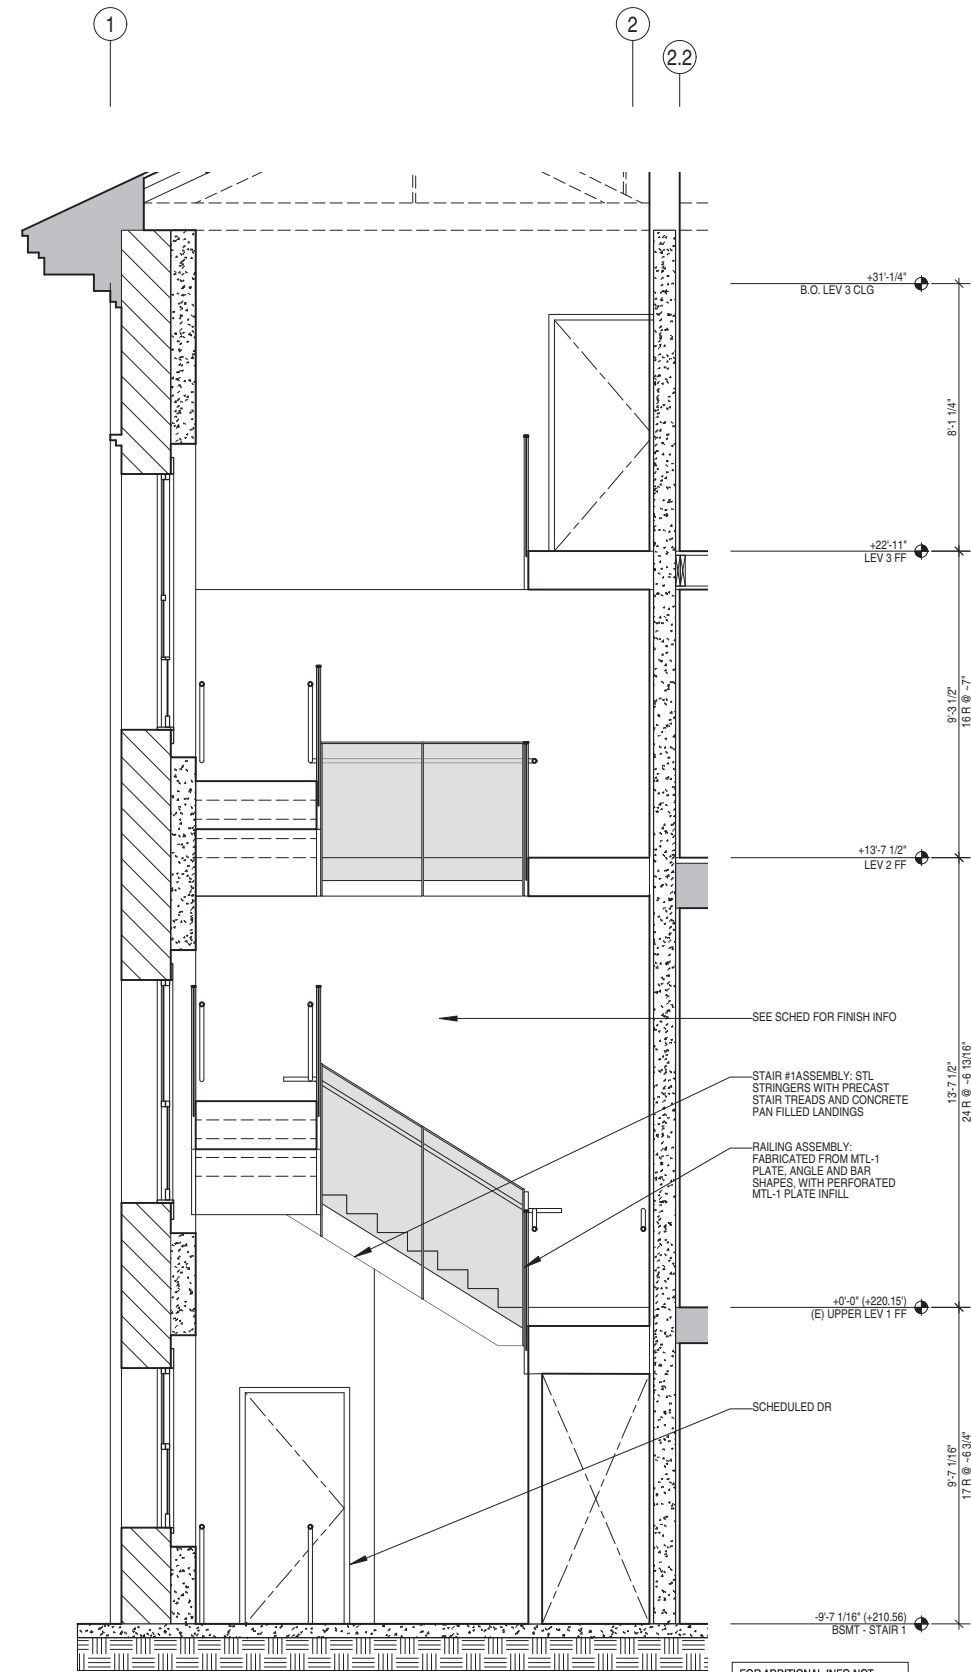 1
2
2.2
+31'-1/4"
B.O. LEV 3 CLG
8'-1 1/4"
+22'-11"
LEV 3 FF
9'-3 1/2"
16 R @ ~7"
+13'-7 1/2"
LEV 2 FF
SEE SCHED FOR FINISH INFO
STAIR #1ASSEMBLY: STL
STRINGERS WITH PRECAST
STAIR TREADS AND CONCRETE
PAN FILLED LANDINGS
13'-7 1/2"
24 R @ ~6 13/16"
RAILING ASSEMBLY:
FABRICATED FROM MTL-1
PLATE, ANGLE AND BAR
SHAPES, WITH PERFORATED
MTL-1 PLATE INFILL
+0'-0" (+220.15')
(E) UPPER LEV 1 FF
SCHEDULED DR
9'-7 1/16"
17 R @ ~6 3/4"
-9'-7 1/16" (+210.56)
BSMT - STAIR 1
FOR ADDITIONAL INFO NOT